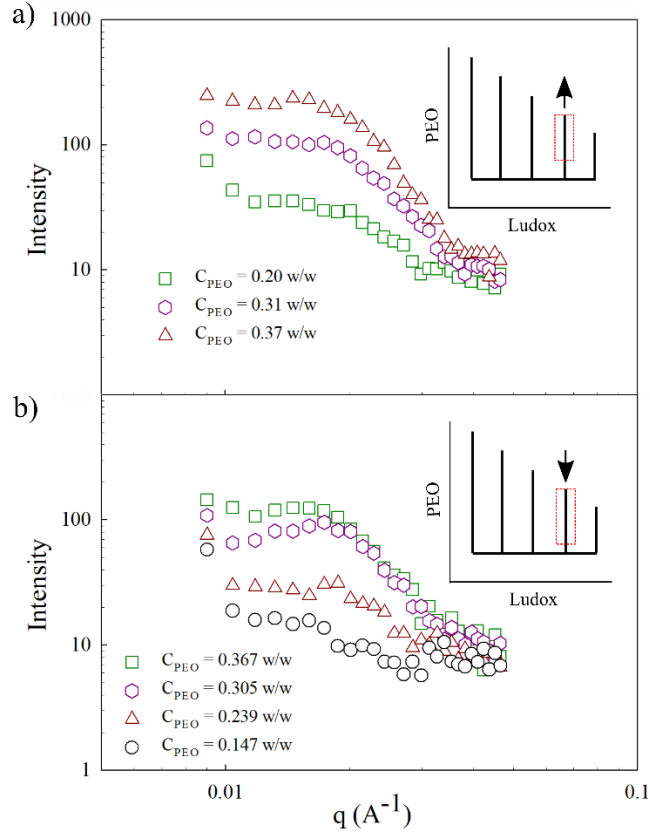 a)
1000
100
10
Intensity
C_PEO = 0.20 w/w
C_PEO = 0.31 w/w
C_PEO = 0.37 w/w
PEO
Ludox
b)
100
10
1
Intensity
C_PEO = 0.367 w/w
C_PEO = 0.305 w/w
C_PEO = 0.239 w/w
C_PEO = 0.147 w/w
PEO
Ludox
0.01
0.1
q (A⁻¹)